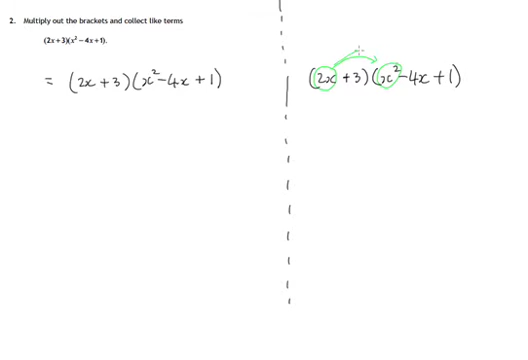 2. Multiply out the brackets and collect like terms
(2x+3)(x²−4x+1).
= (2x+3)(x²−4x+1)
(2x+3)(x²−4x+1)